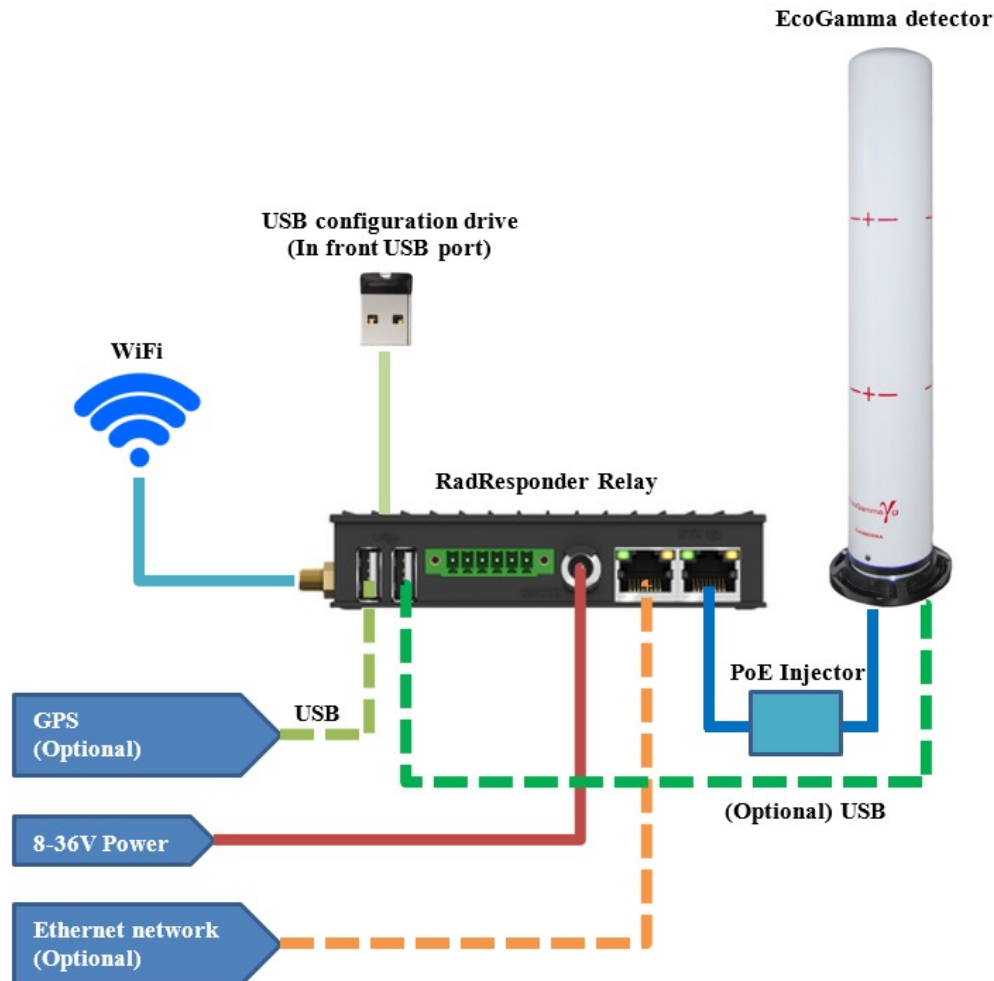 EcoGamma detector
USB configuration drive
(In front USB port)
WiFi
RadResponder Relay
PoE Injector
GPS
(Optional)
USB
(Optional) USB
8-36V Power
Ethernet network
(Optional)